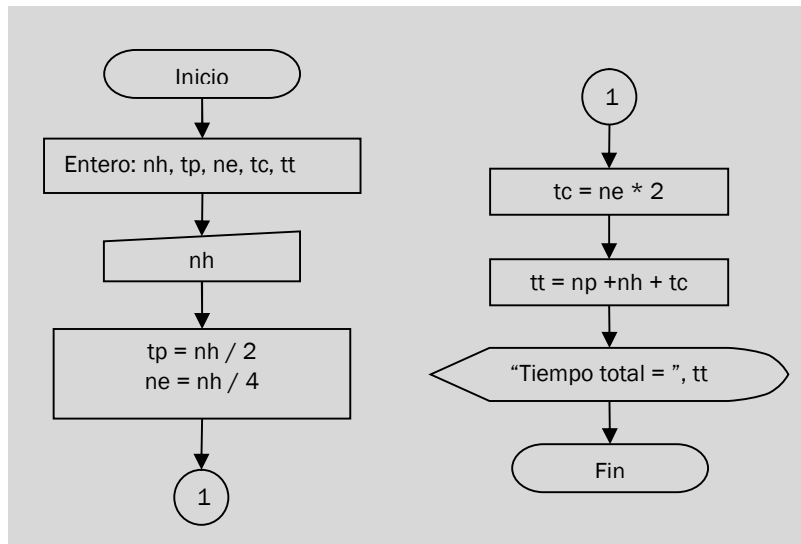 Inicio
Entero: nh, tp, ne, tc, tt
nh
tp = nh / 2
ne = nh / 4
1
1
tc = ne * 2
tt = np +nh + tc
“Tiempo total = ”, tt
Fin